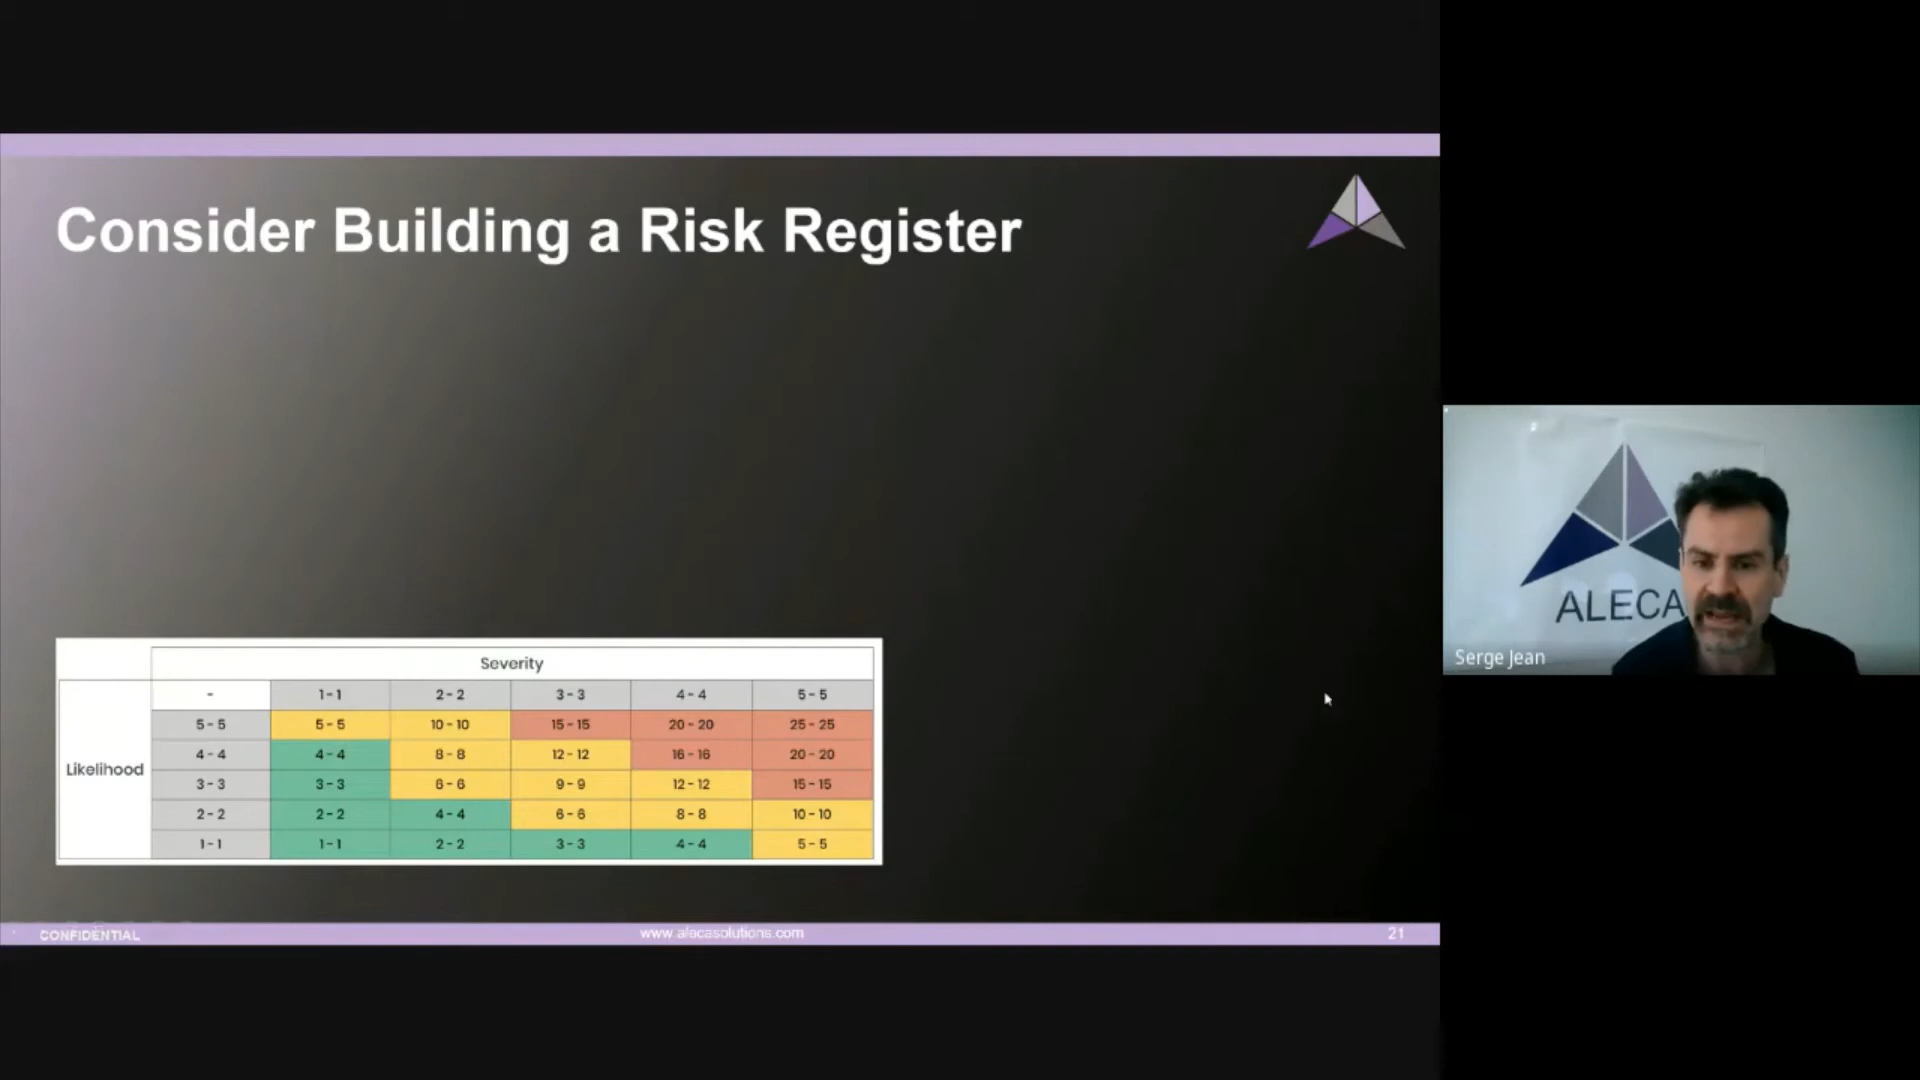 Consider Building a Risk Register
Severity
- 1-1 2-2 3-3 4-4 5-5
5-5 5-5 10-10 15-15 20-20 25-25
4-4 4-4 8-8 12-12 16-16 20-20
Likelihood
3-3 3-3 6-6 9-9 12-12 15-15
2-2 2-2 4-4 6-6 8-8 10-10
1-1 1-1 2-2 3-3 4-4 5-5
CONFIDENTIAL www.alecasolutions.com 21
ALECA
Serge Jean